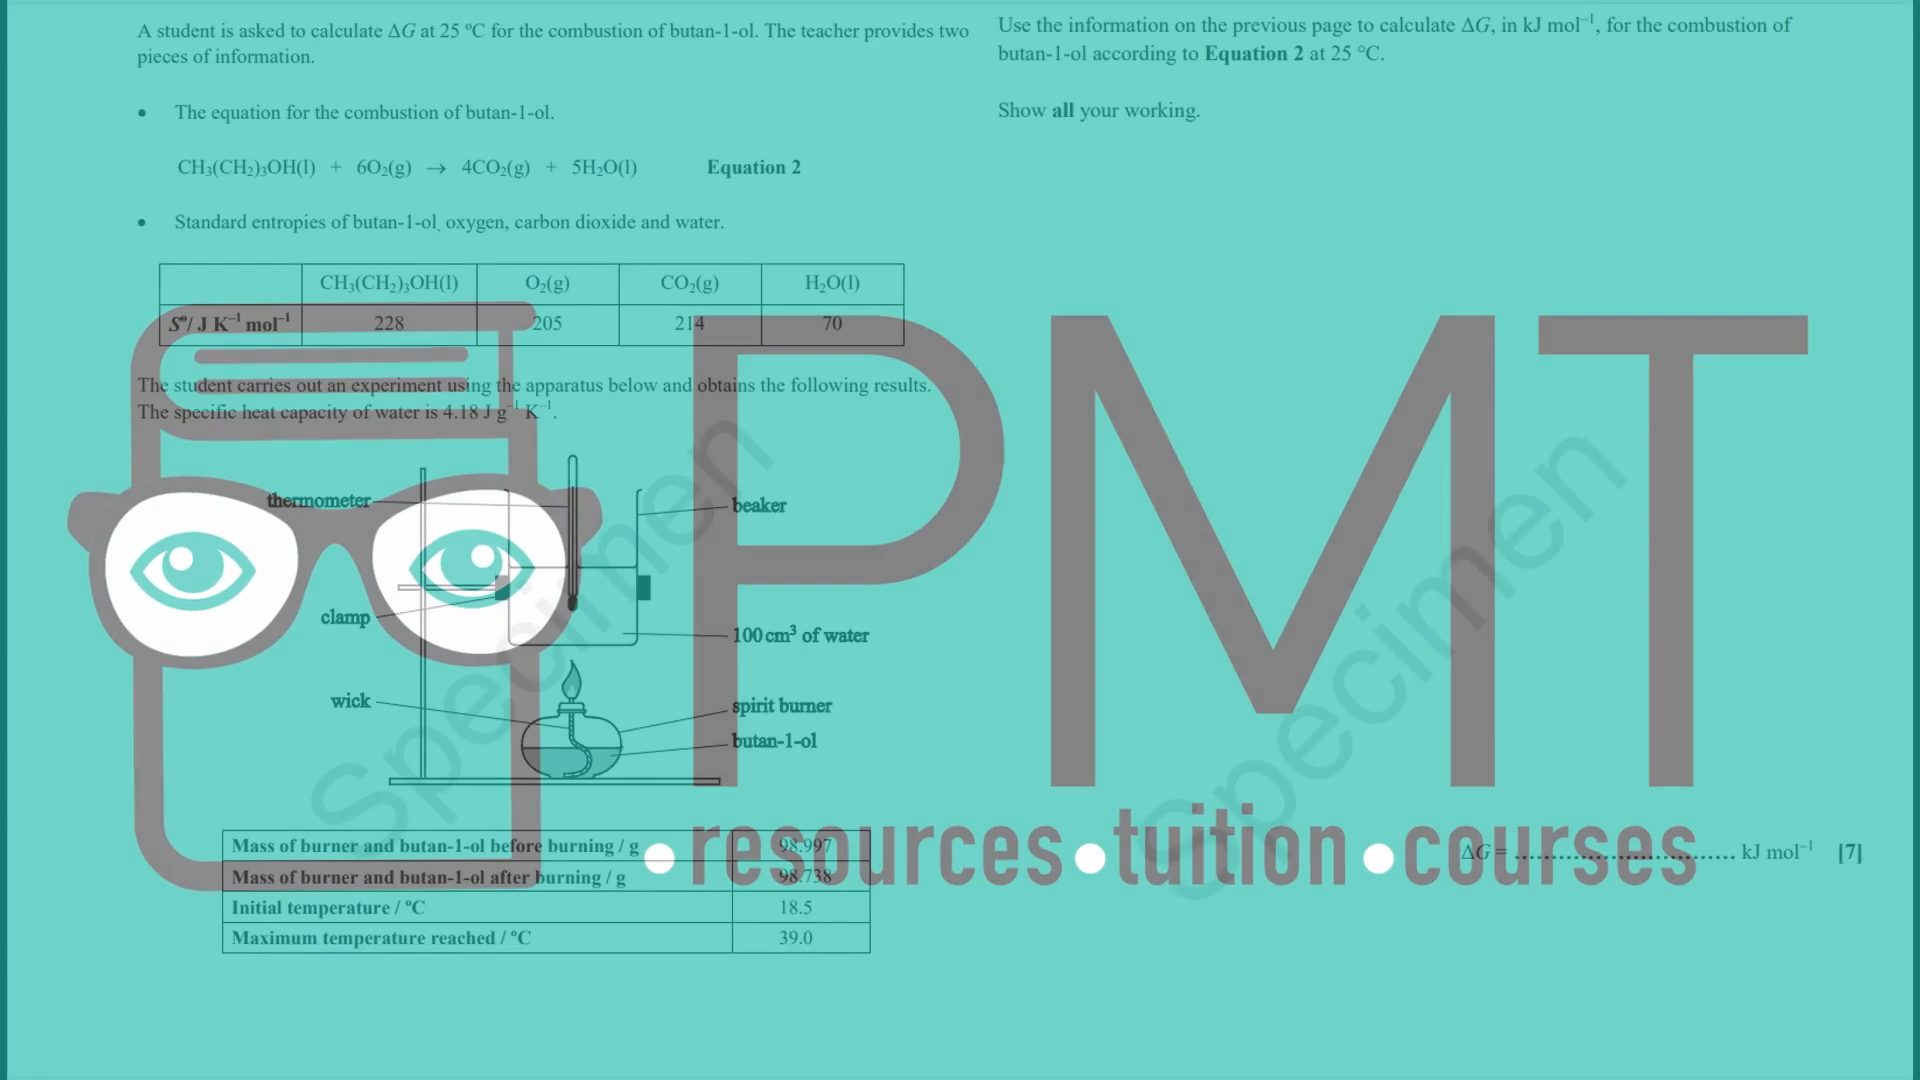 A student is asked to calculate ΔG at 25 ºC for the combustion of butan-1-ol. The teacher provides two
pieces of information.
• The equation for the combustion of butan-1-ol.
CH₃(CH₂)₃OH(l) + 6O₂(g) → 4CO₂(g) + 5H₂O(l) Equation 2
• Standard entropies of butan-1-ol, oxygen, carbon dioxide and water.
CH₃(CH₂)₃OH(l) O₂(g) CO₂(g) H₂O(l)
S⦵/ J K⁻¹ mol⁻¹ 228 205 214 70
The student carries out an experiment using the apparatus below and obtains the following results.
The specific heat capacity of water is 4.18 J g⁻¹ K⁻¹.
thermometer
beaker
clamp
100 cm³ of water
wick
spirit burner
butan-1-ol
Mass of burner and butan-1-ol before burning / g 98.997
Mass of burner and butan-1-ol after burning / g 98.738
Initial temperature / ºC 18.5
Maximum temperature reached / ºC 39.0
Specimen
Use the information on the previous page to calculate ΔG, in kJ mol⁻¹, for the combustion of
butan-1-ol according to Equation 2 at 25 °C.
Show all your working.
ΔG = ............................... kJ mol⁻¹ [7]
Specimen
PMT
•resources•tuition•courses